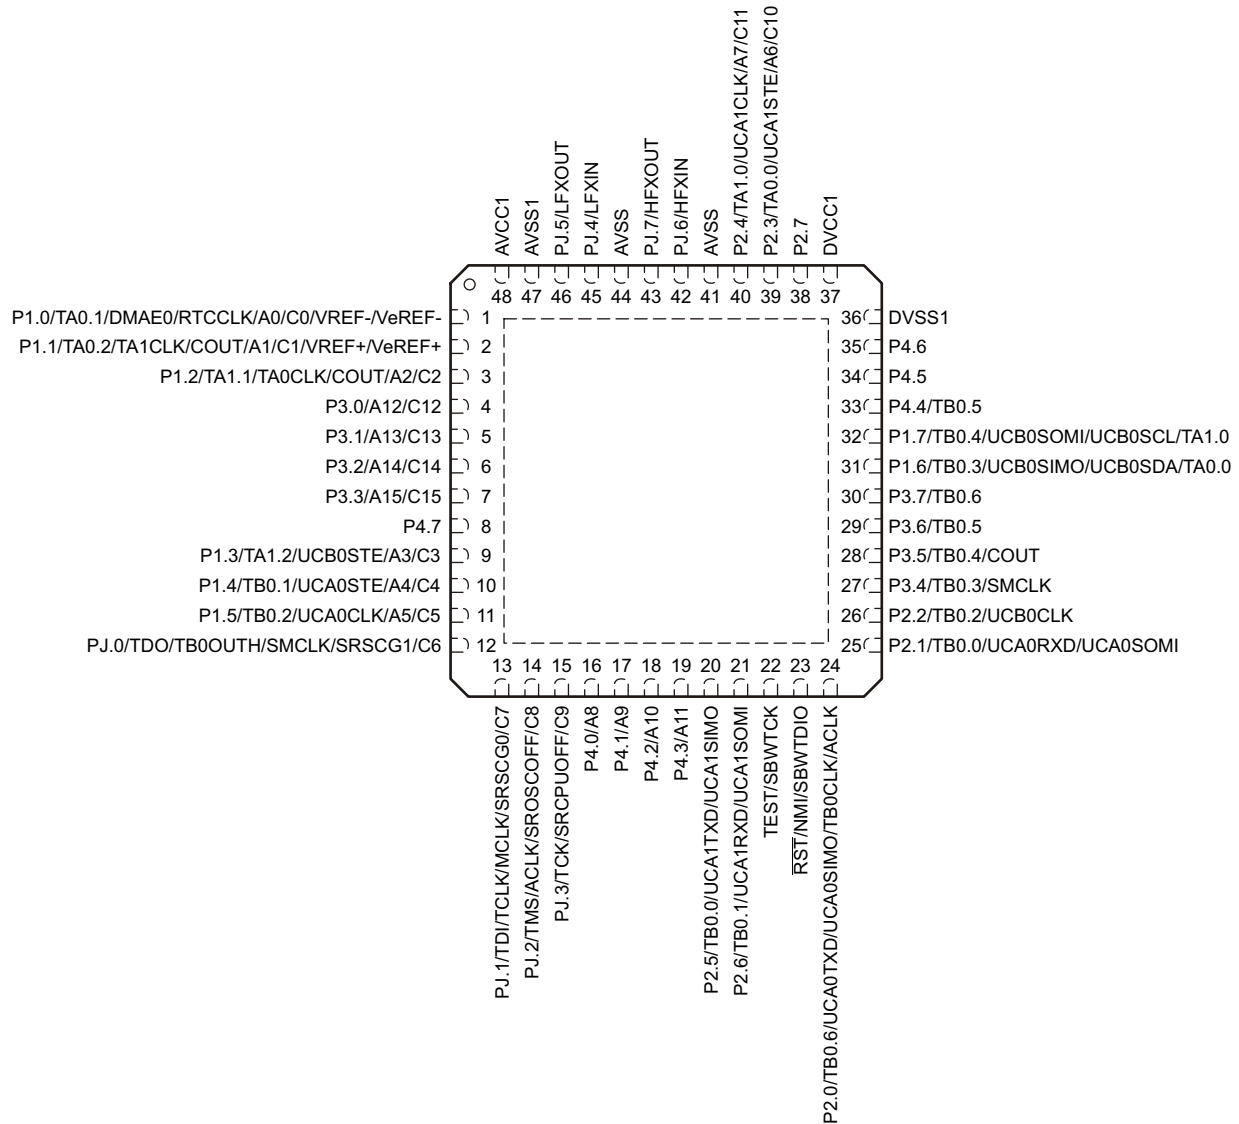 P2.4/TA1.0/UCA1CLK/A7/C11
P2.3/TA0.0/UCA1STE/A6/C10
AVCC1
AVSS1
PJ.5/LFXOUT
PJ.4/LFXIN
AVSS
PJ.7/HFXOUT
PJ.6/HFXIN
AVSS
P2.7
DVCC1
48 47 46 45 44 43 42 41 40 39 38 37
P1.0/TA0.1/DMAE0/RTCCLK/A0/C0/VREF-/VeREF- 1
P1.1/TA0.2/TA1CLK/COUT/A1/C1/VREF+/VeREF+ 2
P1.2/TA1.1/TA0CLK/COUT/A2/C2 3
P3.0/A12/C12 4
P3.1/A13/C13 5
P3.2/A14/C14 6
P3.3/A15/C15 7
P4.7 8
P1.3/TA1.2/UCB0STE/A3/C3 9
P1.4/TB0.1/UCA0STE/A4/C4 10
P1.5/TB0.2/UCA0CLK/A5/C5 11
PJ.0/TDO/TB0OUTH/SMCLK/SRSCG1/C6 12
36 DVSS1
35 P4.6
34 P4.5
33 P4.4/TB0.5
32 P1.7/TB0.4/UCB0SOMI/UCB0SCL/TA1.0
31 P1.6/TB0.3/UCB0SIMO/UCB0SDA/TA0.0
30 P3.7/TB0.6
29 P3.6/TB0.5
28 P3.5/TB0.4/COUT
27 P3.4/TB0.3/SMCLK
26 P2.2/TB0.2/UCB0CLK
25 P2.1/TB0.0/UCA0RXD/UCA0SOMI
13 14 15 16 17 18 19 20 21 22 23 24
PJ.1/TDI/TCLK/MCLK/SRSCG0/C7
PJ.2/TMS/ACLK/SROSCOFF/C8
PJ.3/TCK/SRCPUOFF/C9
P4.0/A8
P4.1/A9
P4.2/A10
P4.3/A11
P2.5/TB0.0/UCA1TXD/UCA1SIMO
P2.6/TB0.1/UCA1RXD/UCA1SOMI
TEST/SBWTCK
RST/NMI/SBWTDIO
P2.0/TB0.6/UCA0TXD/UCA0SIMO/TB0CLK/ACLK